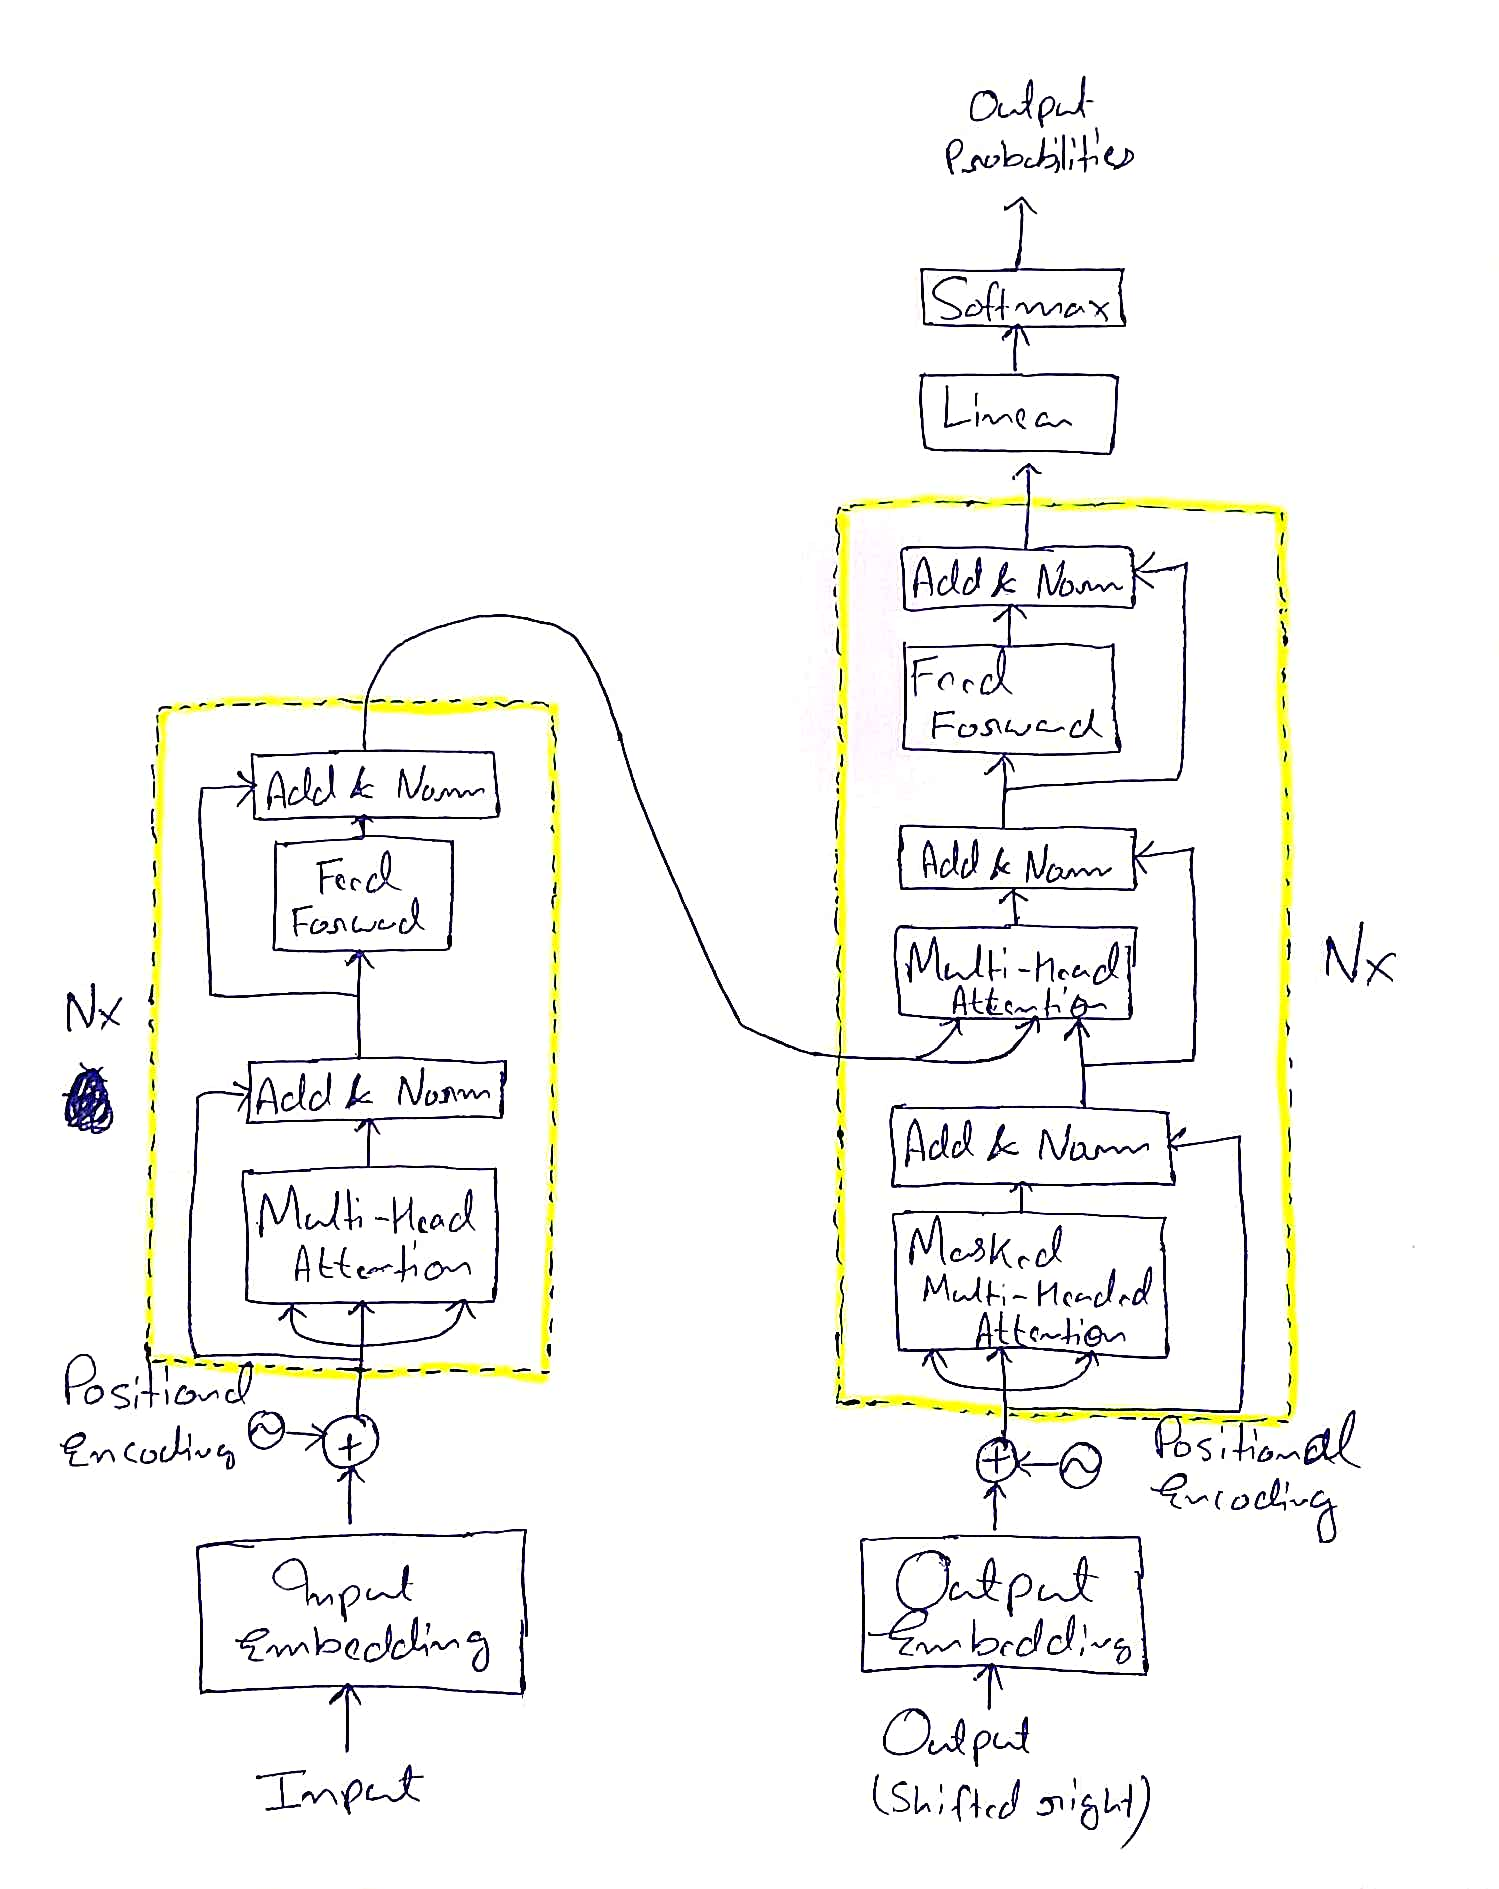 Output
Probabilities
Softmax
Linear
Add & Norm
Feed
Forward
Add & Norm
Multi-Head
Attention
Nx
Add & Norm
Masked
Multi-Headed
Attention
Positional
Encoding
Output
Embedding
Output
(Shifted right)
Add & Norm
Feed
Forward
Nx
Add & Norm
Multi-Head
Attention
Positional
Encoding
Input
Embedding
Input